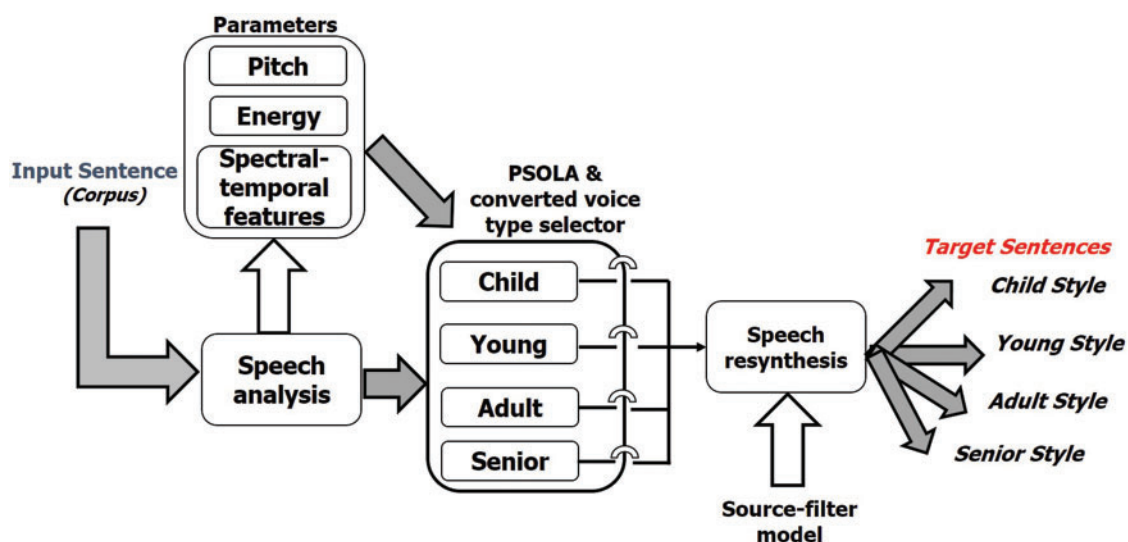 Parameters
Pitch
Energy
Spectral-
temporal
features
Input Sentence
(Corpus)
Speech
analysis
PSOLA &
converted voice
type selector
Child
Young
Adult
Senior
Speech
resynthesis
Source-filter
model
Target Sentences
Child Style
Young Style
Adult Style
Senior Style